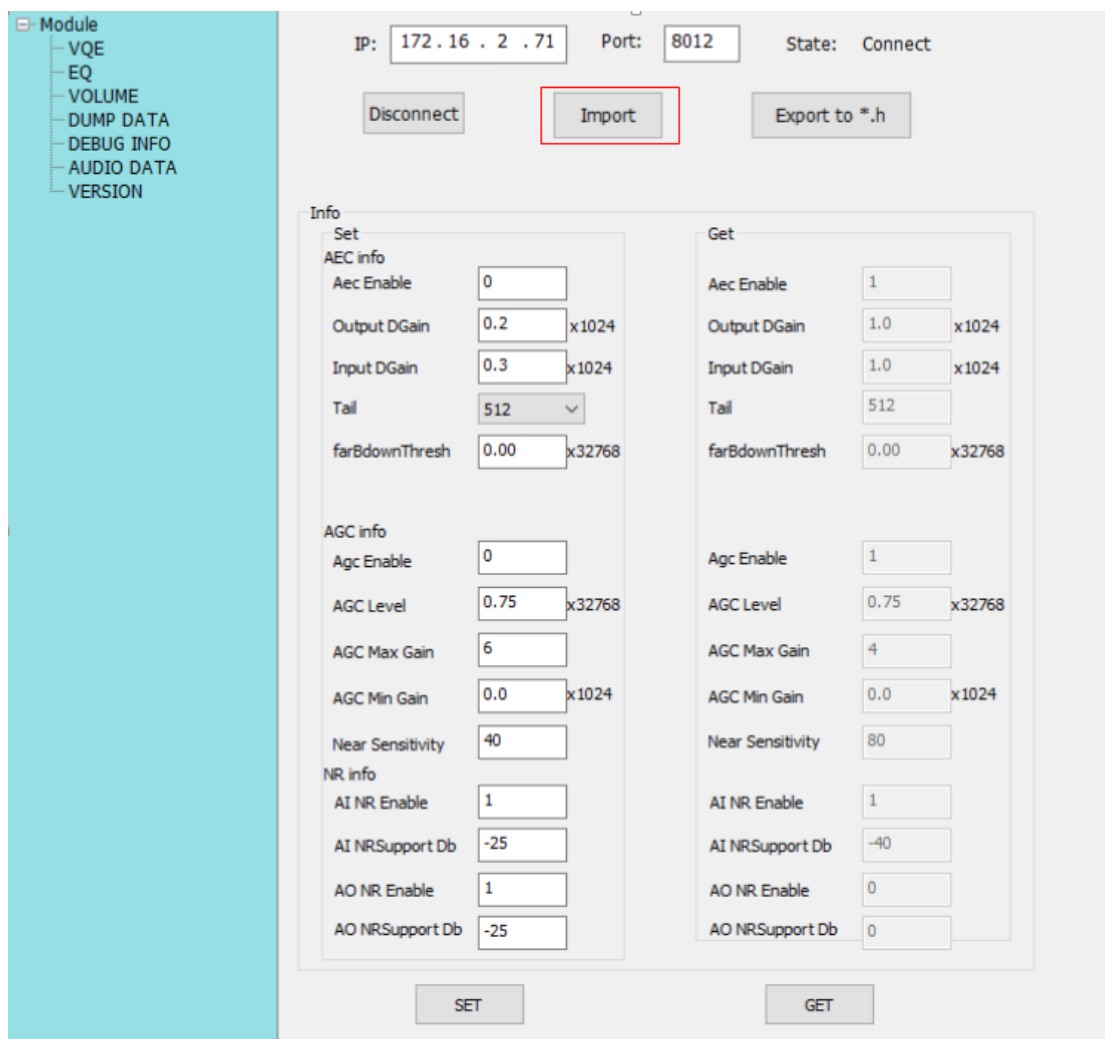 Module
VQE
EQ
VOLUME
DUMP DATA
DEBUG INFO
AUDIO DATA
VERSION
IP: 172.16 . 2 .71 Port: 8012 State: Connect
Disconnect Import Export to *.h
Info
Set Get
AEC info
Aec Enable 0 Aec Enable 1
Output DGain 0.2 x1024 Output DGain 1.0 x1024
Input DGain 0.3 x1024 Input DGain 1.0 x1024
Tail 512 Tail 512
farBdownThresh 0.00 x32768 farBdownThresh 0.00 x32768
AGC info
Agc Enable 0 Agc Enable 1
AGC Level 0.75 x32768 AGC Level 0.75 x32768
AGC Max Gain 6 AGC Max Gain 4
AGC Min Gain 0.0 x1024 AGC Min Gain 0.0 x1024
Near Sensitivity 40 Near Sensitivity 80
NR info
AI NR Enable 1 AI NR Enable 1
AI NRSupport Db -25 AI NRSupport Db -40
AO NR Enable 1 AO NR Enable 0
AO NRSupport Db -25 AO NRSupport Db 0
SET GET